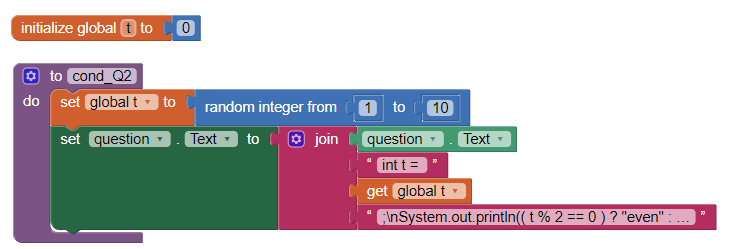 initialize global t to 0
to cond_Q2
do set global t to random integer from 1 to 10
set question . Text to join question . Text
“ int t = ”
get global t
“ ;\nSystem.out.println(( t % 2 == 0 ) ? "even" : … ”